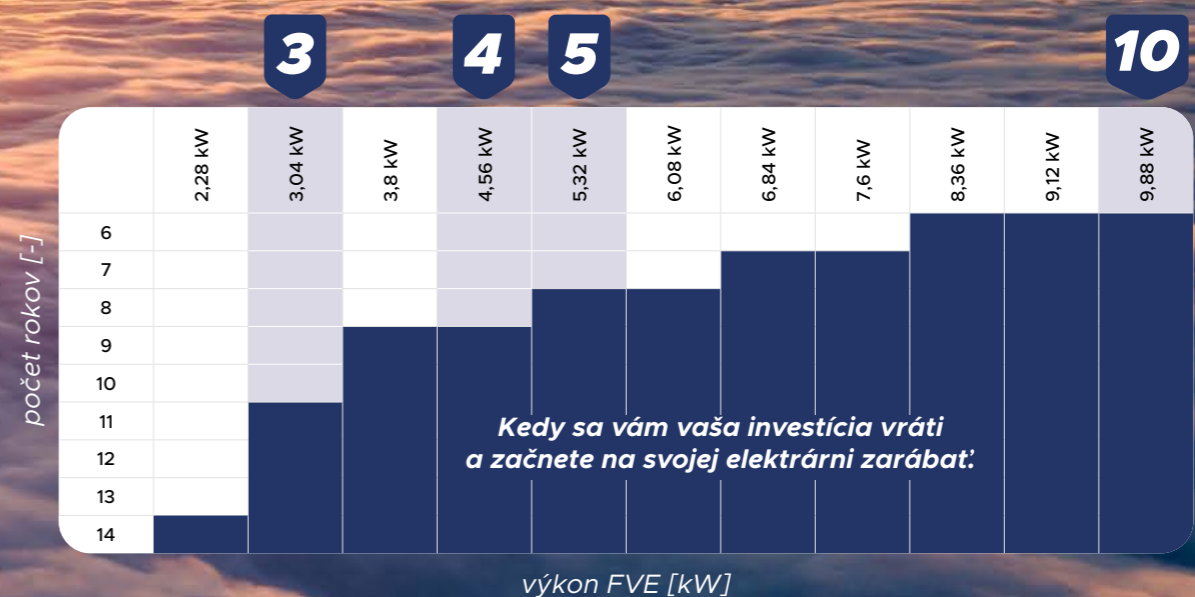 3
4
5
10
2,28 kW
3,04 kW
3,8 kW
4,56 kW
5,32 kW
6,08 kW
6,84 kW
7,6 kW
8,36 kW
9,12 kW
9,88 kW
počet rokov [-]
6
7
8
9
10
11
12
13
14
Kedy sa vám vaša investícia vráti
a začnete na svojej elektrárni zarábať.
výkon FVE [kW]